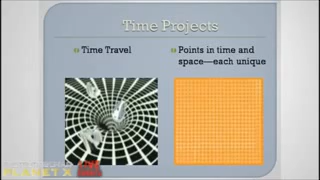 Time Projects
Time Travel
Points in time and
space—each unique